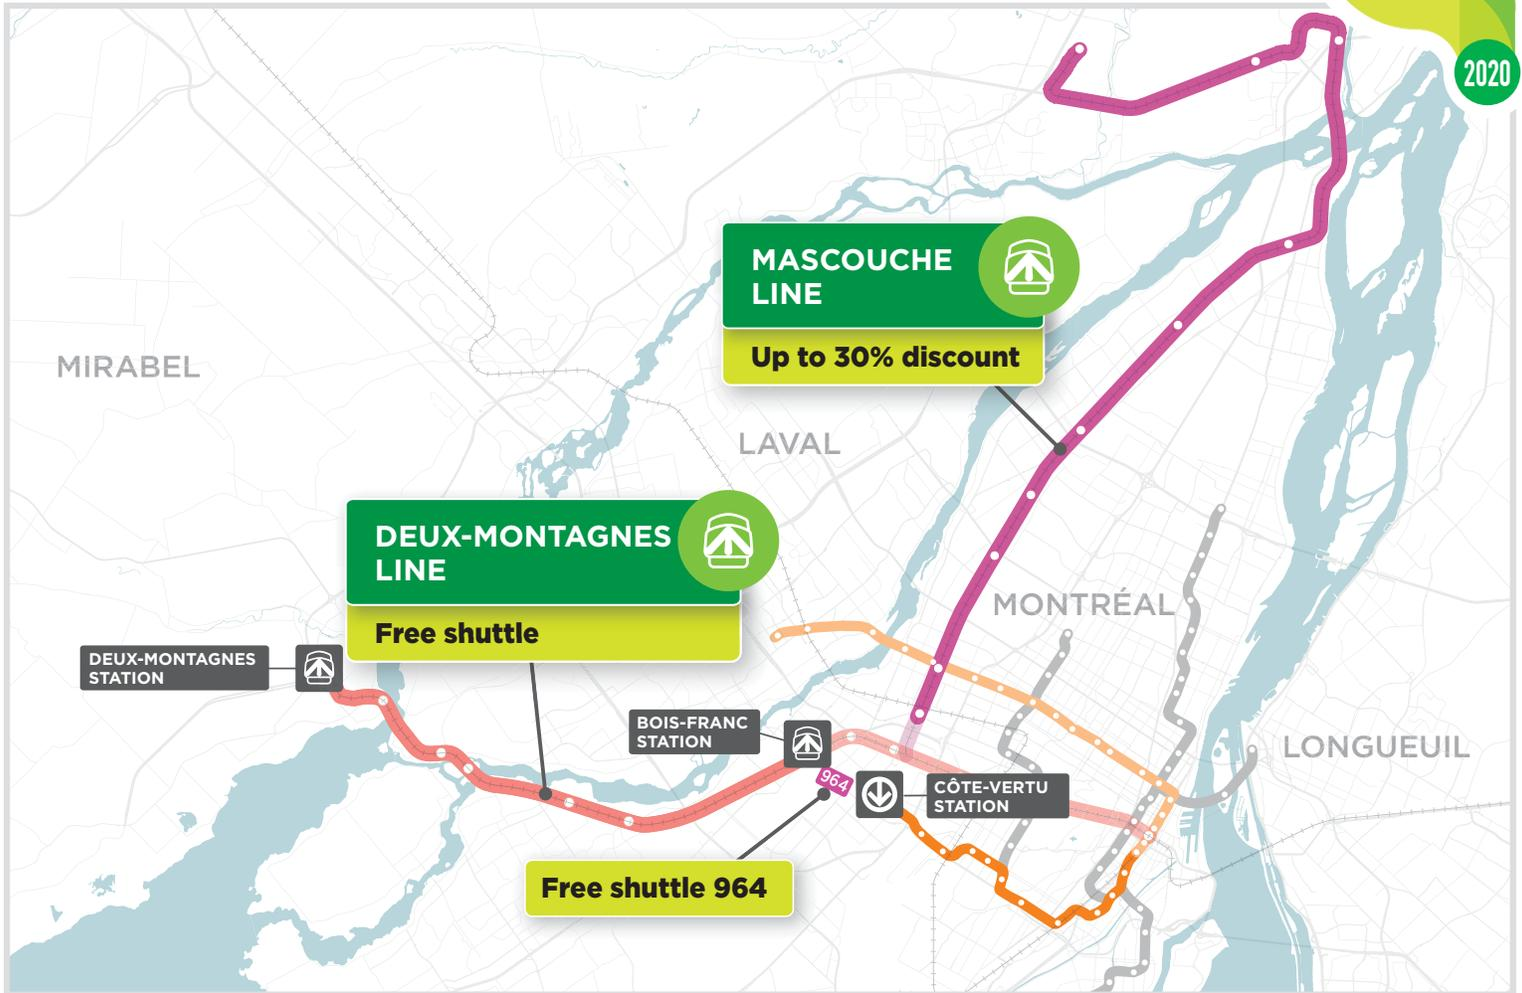 2020
MASCOUCHE
LINE
Up to 30% discount
MIRABEL
LAVAL
DEUX-MONTAGNES
LINE
Free shuttle
MONTRÉAL
DEUX-MONTAGNES
STATION
BOIS-FRANC
STATION
LONGUEUIL
964
CÔTE-VERTU
STATION
Free shuttle 964